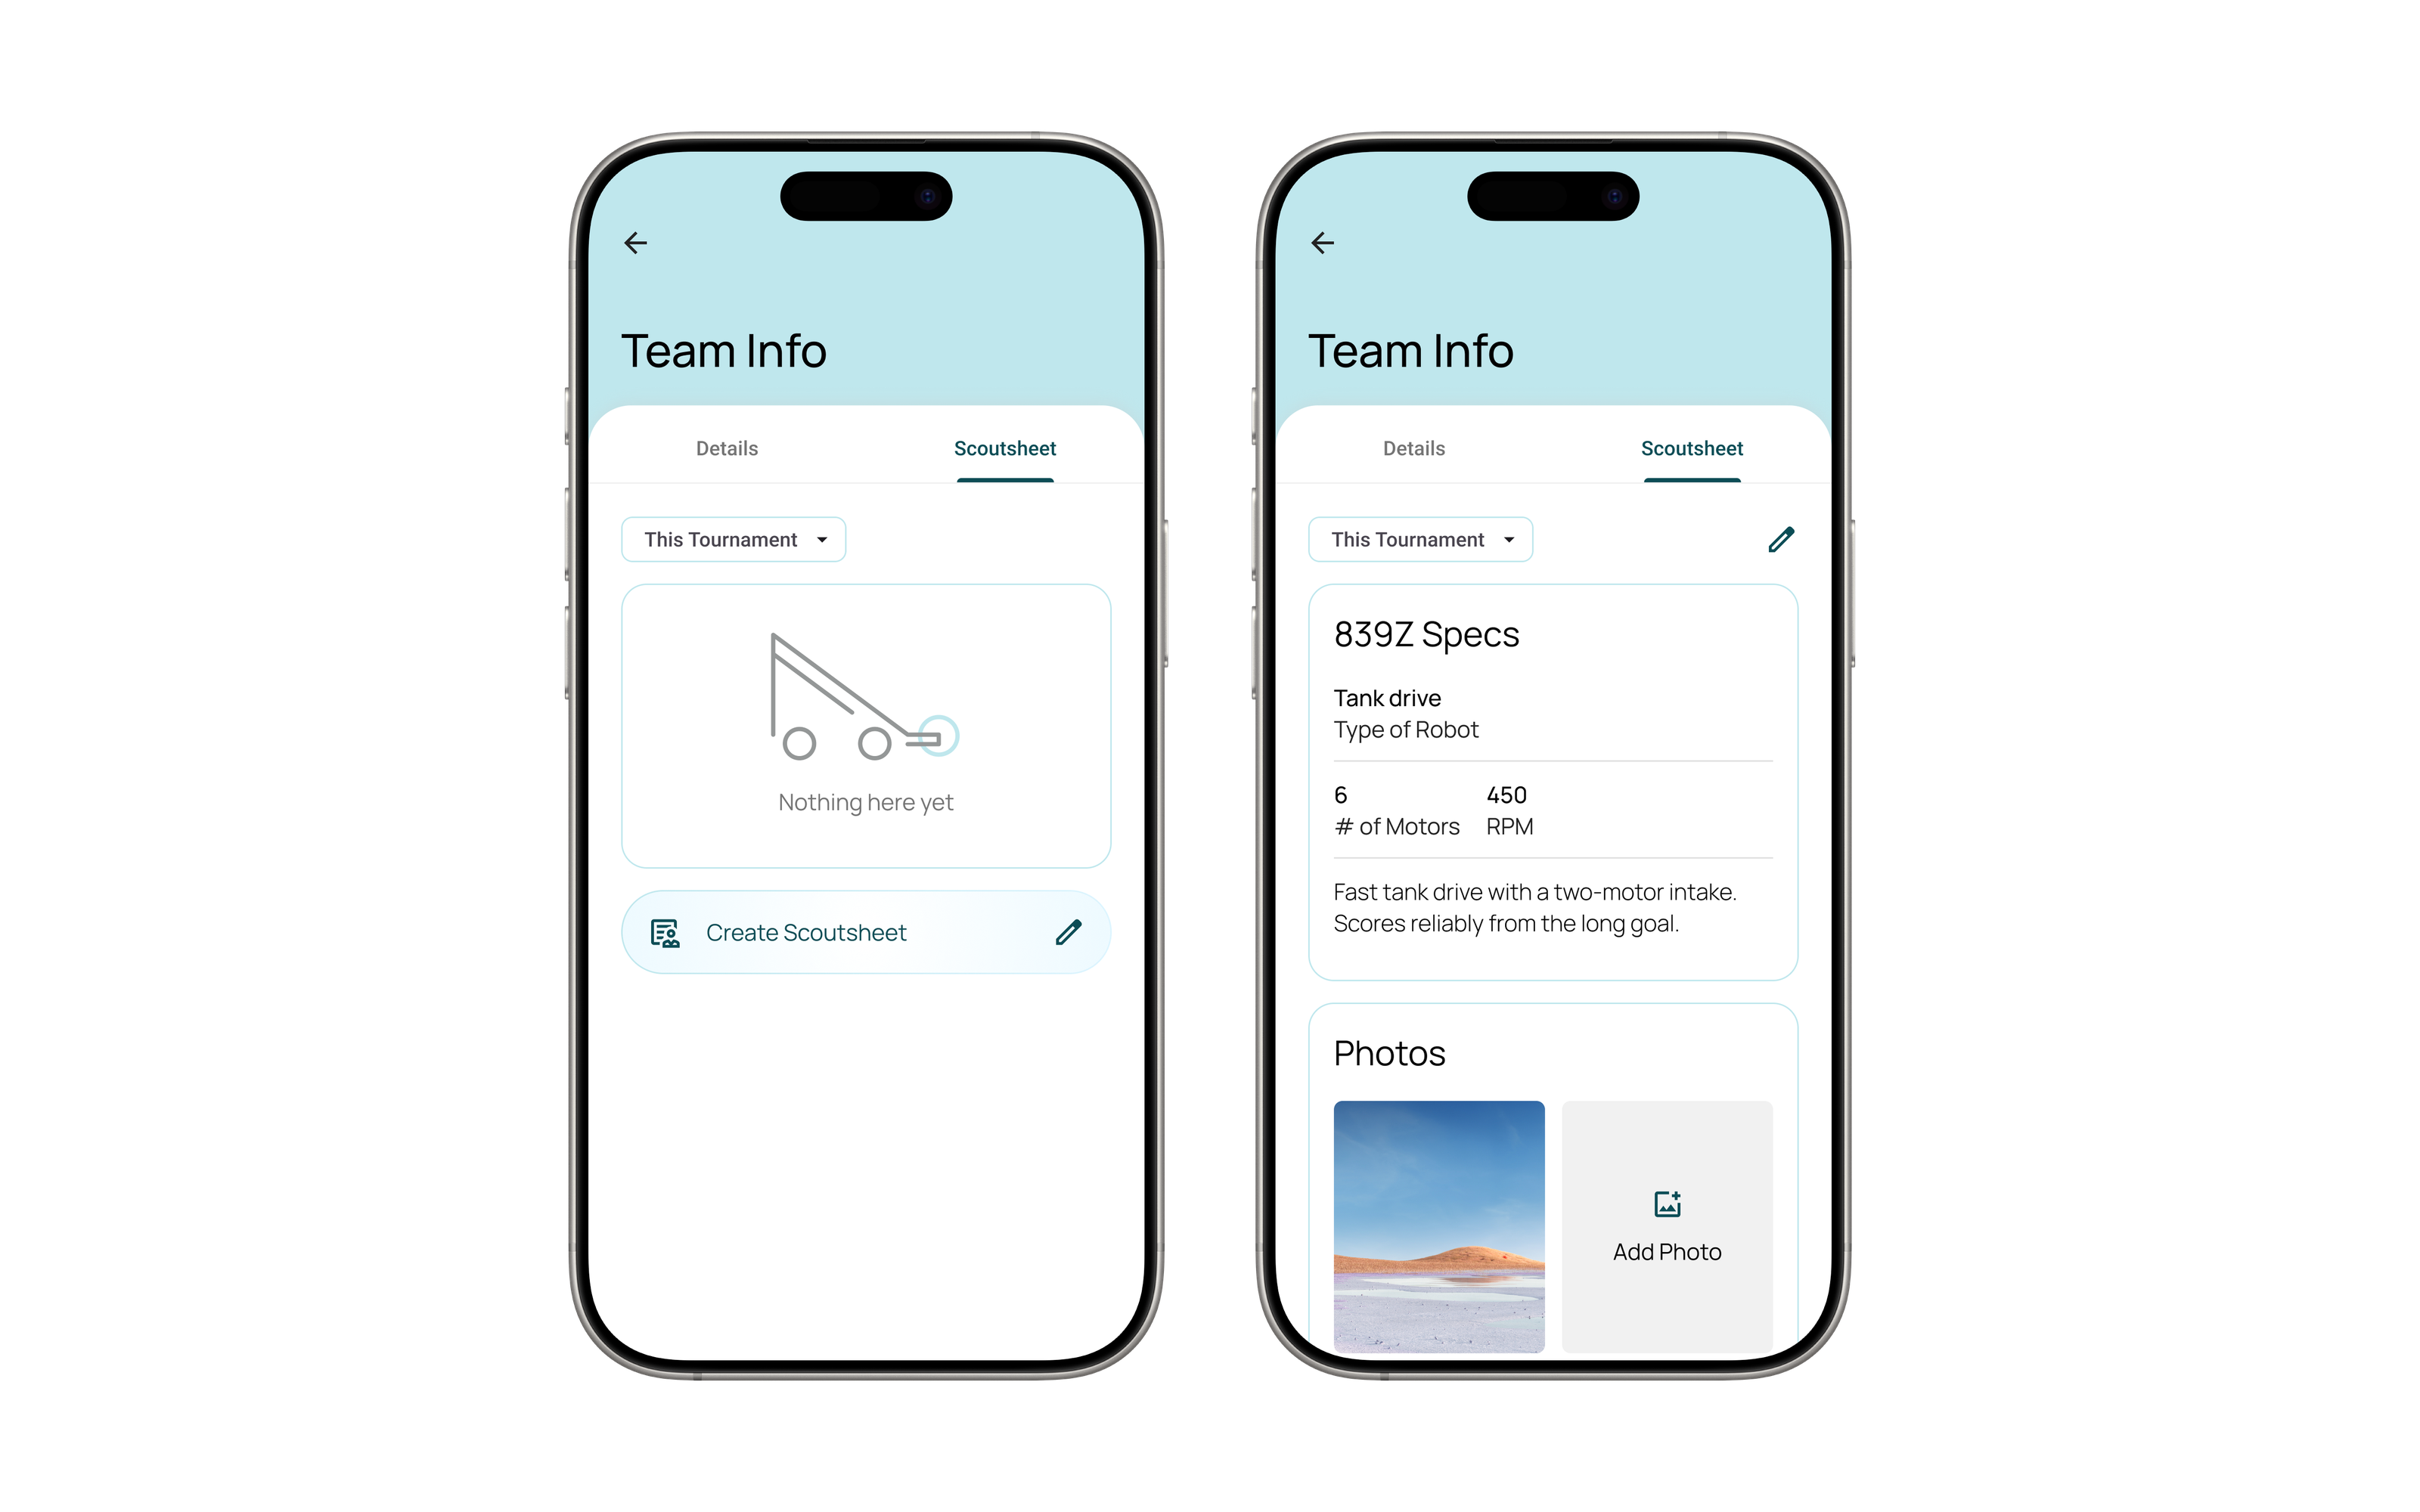 Team Info
Details
Scoutsheet
This Tournament
Nothing here yet
Create Scoutsheet
Team Info
Details
Scoutsheet
This Tournament
839Z Specs
Tank drive
Type of Robot
6
# of Motors
450
RPM
Fast tank drive with a two-motor intake.
Scores reliably from the long goal.
Photos
Add Photo